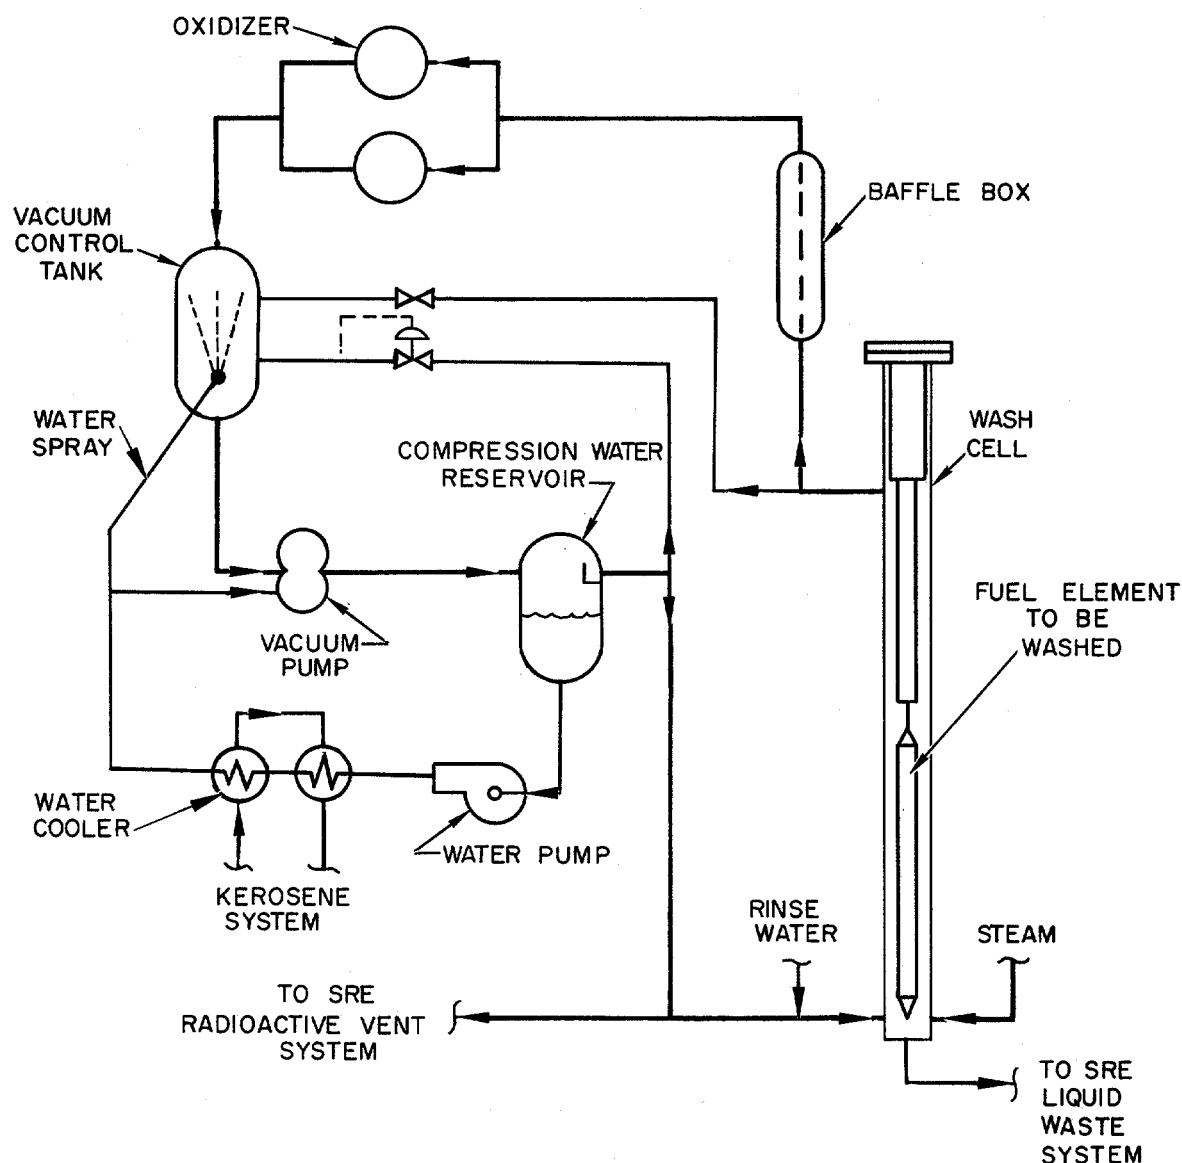 OXIDIZER
BAFFLE BOX
VACUUM
CONTROL
TANK
WATER
SPRAY
COMPRESSION WATER
RESERVOIR
WASH
CELL
FUEL ELEMENT
TO BE
WASHED
VACUUM
PUMP
WATER
COOLER
WATER PUMP
KEROSENE
SYSTEM
RINSE
WATER
STEAM
TO SRE
RADIOACTIVE VENT
SYSTEM
TO SRE
LIQUID
WASTE
SYSTEM